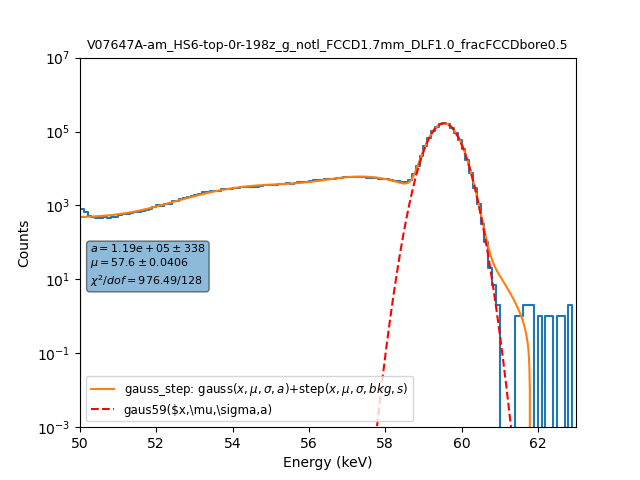 V07647A-am_HS6-top-0r-198z_g_notl_FCCD1.7mm_DLF1.0_fracFCCDbore0.5
10^7
10^5
10^3
10^1
10^−1
10^−3
Counts
a = 1.19e + 05 ± 338
μ = 57.6 ± 0.0406
χ²/dof = 976.49/128
gauss_step: gauss(x, μ, σ, a)+step(x, μ, σ, bkg, s)
gaus59($x,\mu,\sigma,a)
50 52 54 56 58 60 62
Energy (keV)